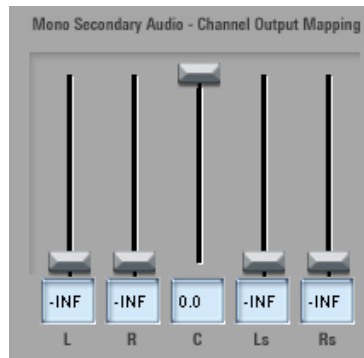 Mono Secondary Audio - Channel Output Mapping
-INF -INF 0.0 -INF -INF
L R C Ls Rs